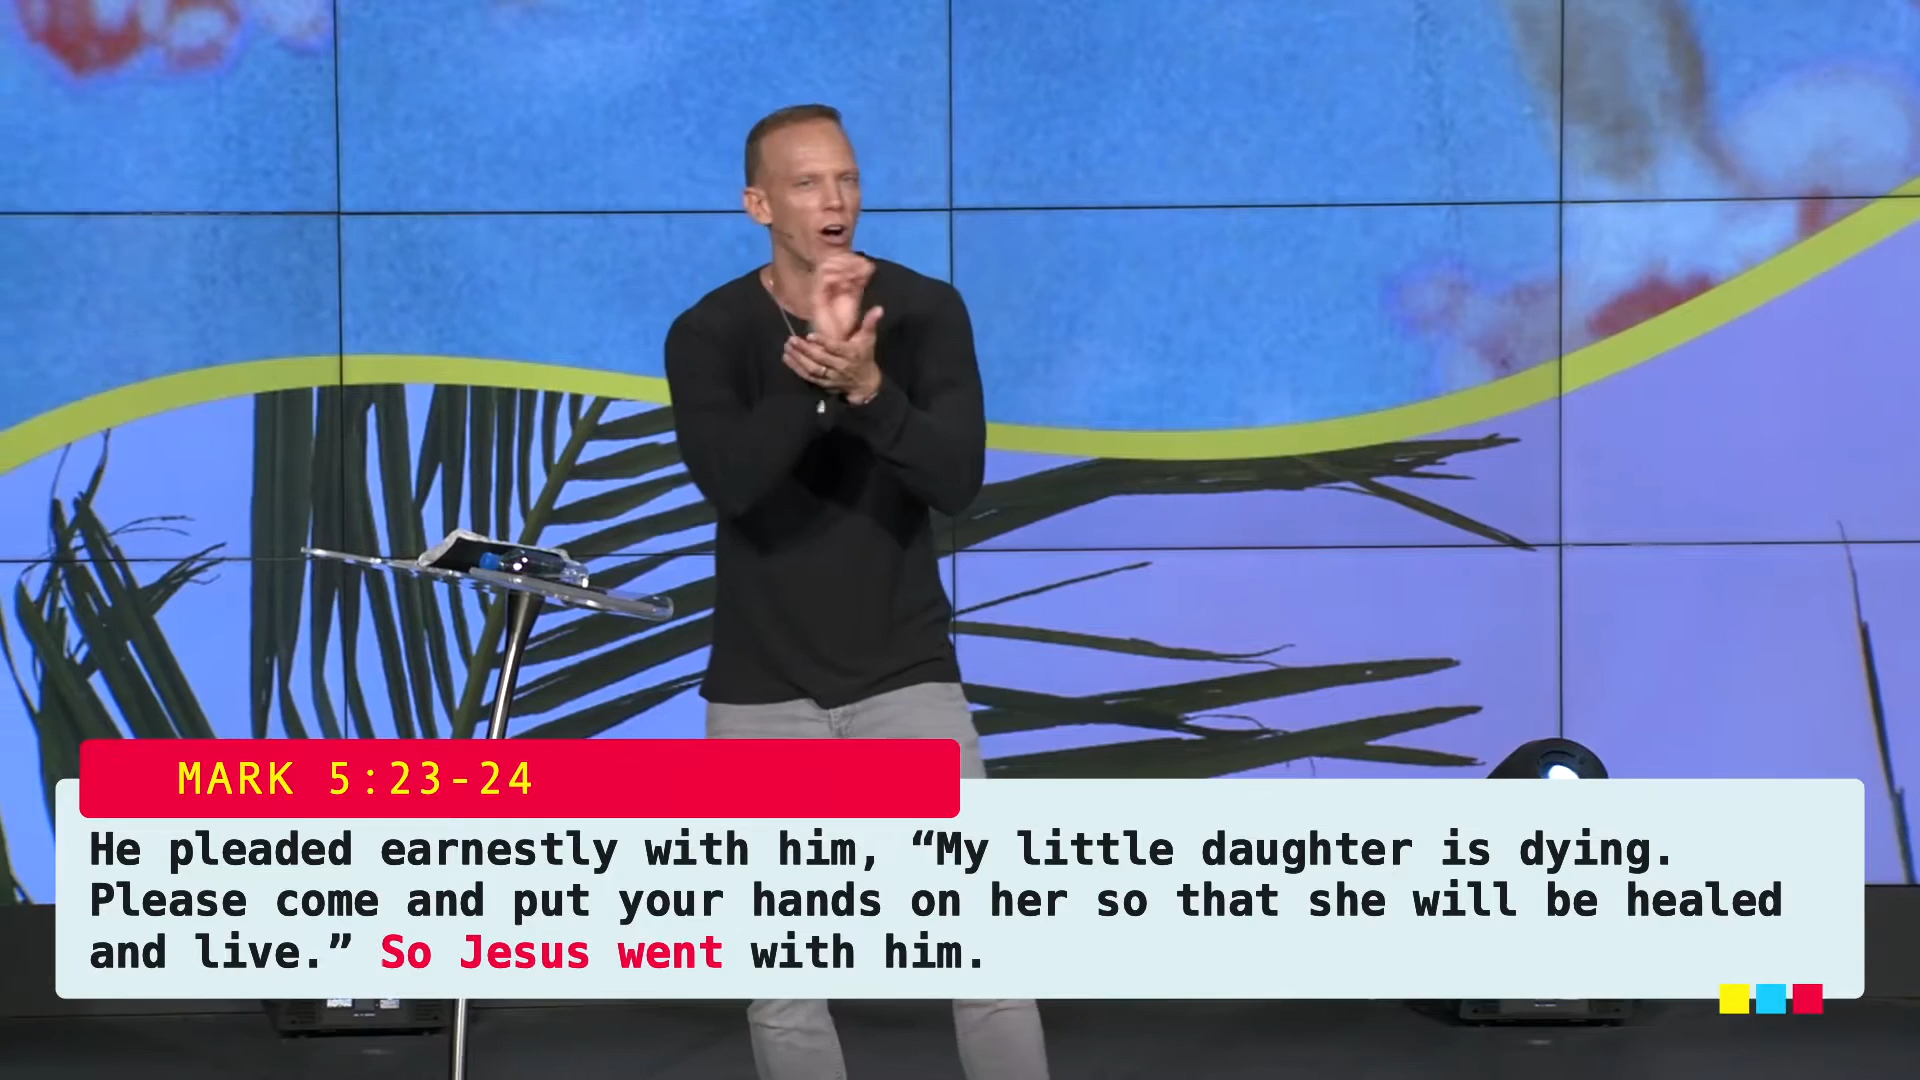 MARK 5:23-24
He pleaded earnestly with him, “My little daughter is dying.
Please come and put your hands on her so that she will be healed
and live.” So Jesus went with him.